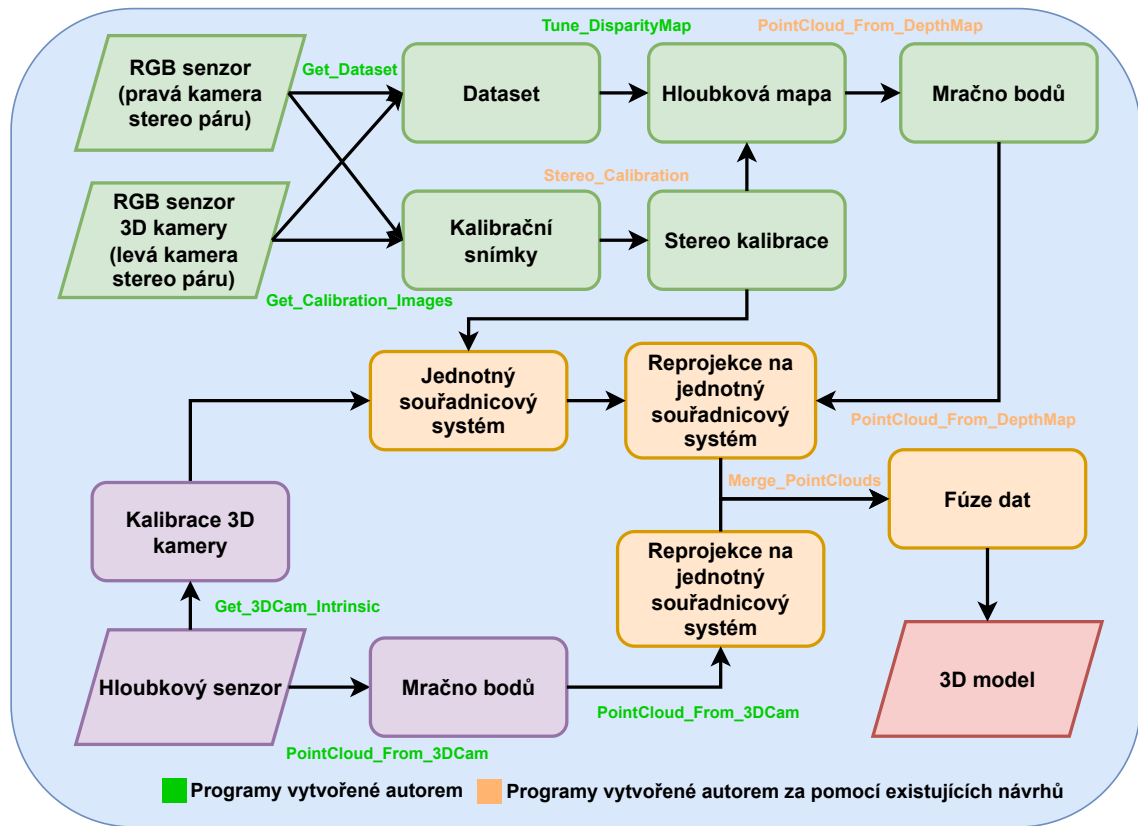 Tune_DisparityMap
PointCloud_From_DepthMap
RGB senzor
(pravá kamera
stereo páru)
Get_Dataset
Dataset
Hloubková mapa
Mračno bodů
RGB senzor
3D kamery
(levá kamera
stereo páru)
Stereo_Calibration
Kalibrační
snímky
Stereo kalibrace
Get_Calibration_Images
Jednotný
souřadnicový
systém
Reprojekce na
jednotný
souřadnicový
systém
PointCloud_From_DepthMap
Merge_PointClouds
Fúze dat
Kalibrace 3D
kamery
Reprojekce na
jednotný
souřadnicový
systém
Get_3DCam_Intrinsic
Hloubkový senzor
Mračno bodů
3D model
PointCloud_From_3DCam
PointCloud_From_3DCam
Programy vytvořené autorem
Programy vytvořené autorem za pomocí existujících návrhů